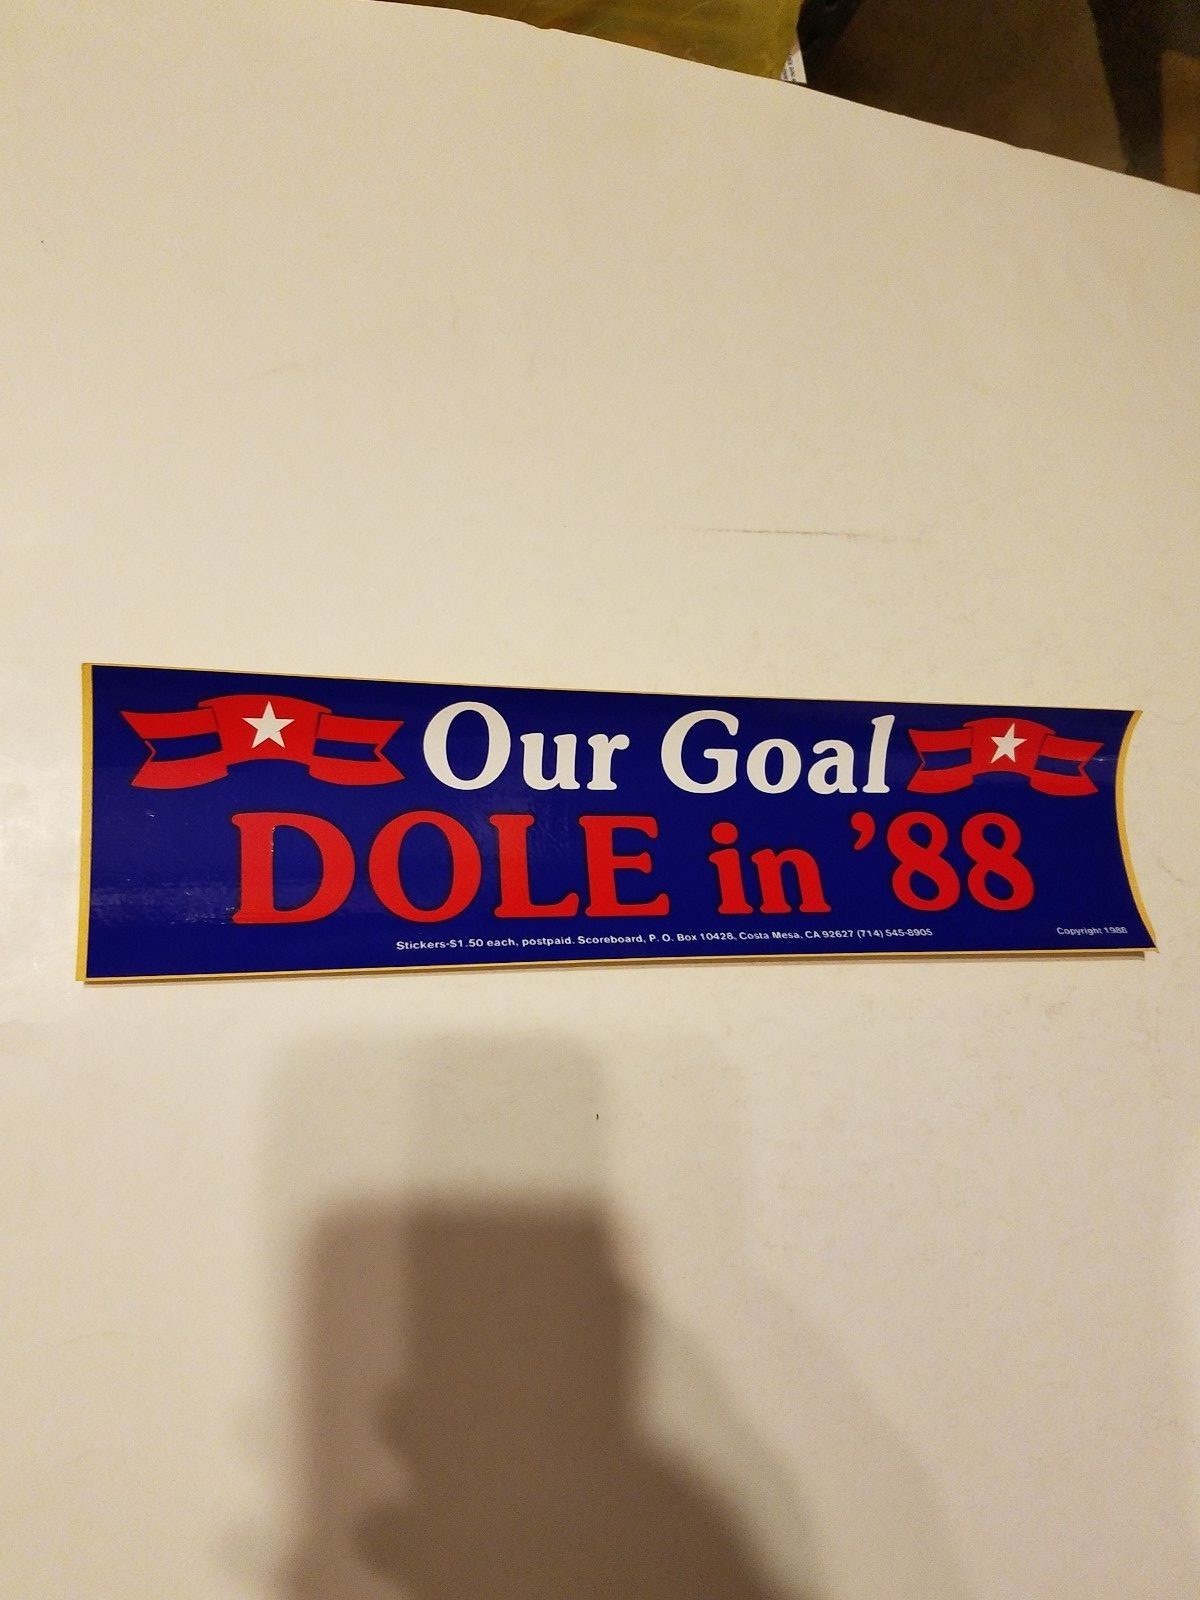 Our Goal
DOLE in '88
Stickers-$1.50 each, postpaid. Scoreboard, P. O. Box 10428, Costa Mesa, CA 92627 (714) 545-8905
Copyright 1986